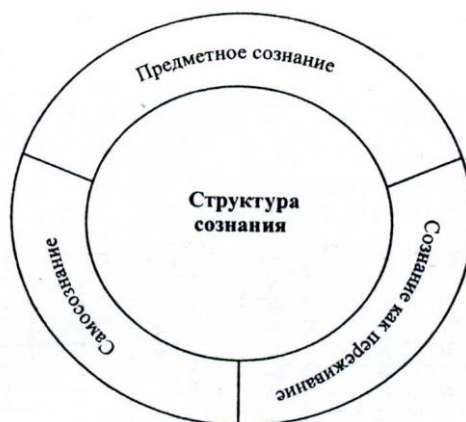 Предметное сознание
Структура
сознания
Самосознание
Сознание как переживание